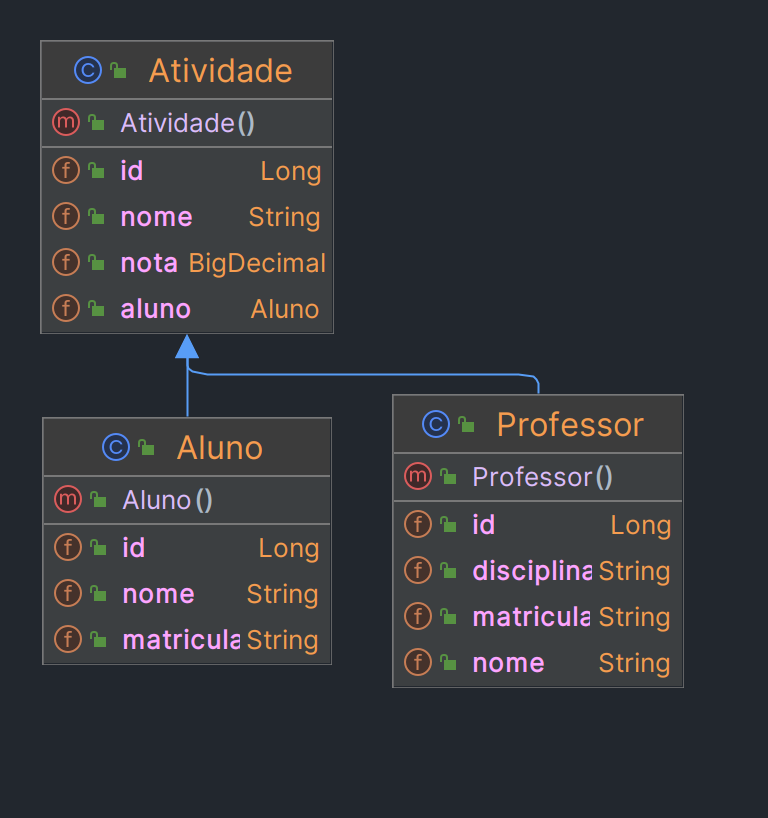 Atividade
Atividade()
id Long
nome String
nota BigDecimal
aluno Aluno
Aluno
Aluno()
id Long
nome String
matricula String
Professor
Professor()
id Long
disciplina String
matricula String
nome String